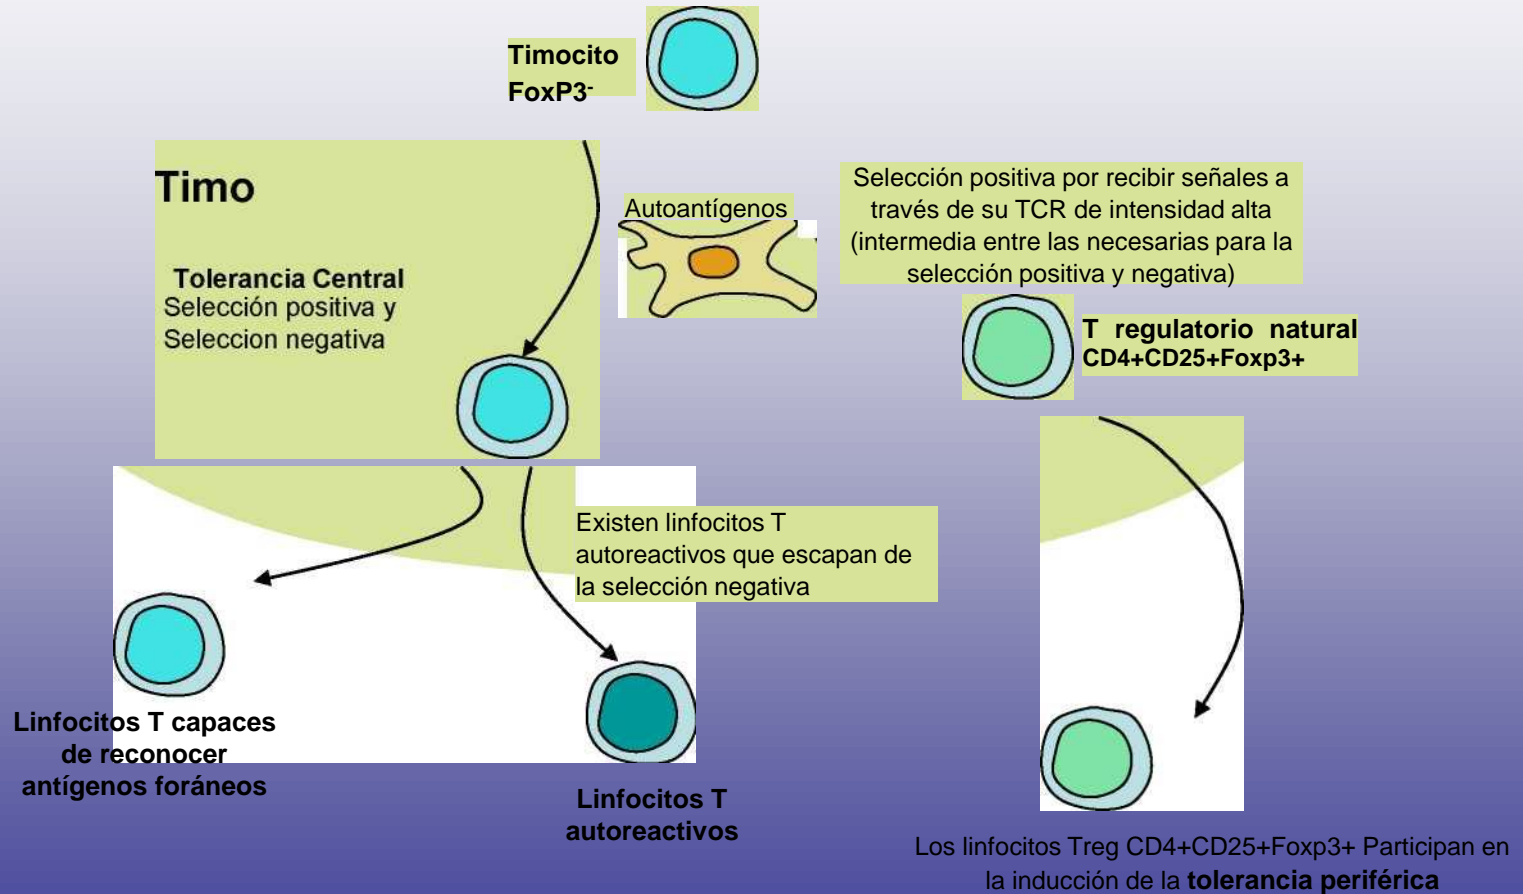 Timocito
FoxP3-
Timo
Tolerancia Central
Selección positiva y
Seleccion negativa
Autoantígenos
Selección positiva por recibir señales a
través de su TCR de intensidad alta
(intermedia entre las necesarias para la
selección positiva y negativa)
T regulatorio natural
CD4+CD25+Foxp3+
Existen linfocitos T
autoreactivos que escapan de
la selección negativa
Linfocitos T capaces
de reconocer
antígenos foráneos
Linfocitos T
autoreactivos
Los linfocitos Treg CD4+CD25+Foxp3+ Participan en
la inducción de la tolerancia periférica